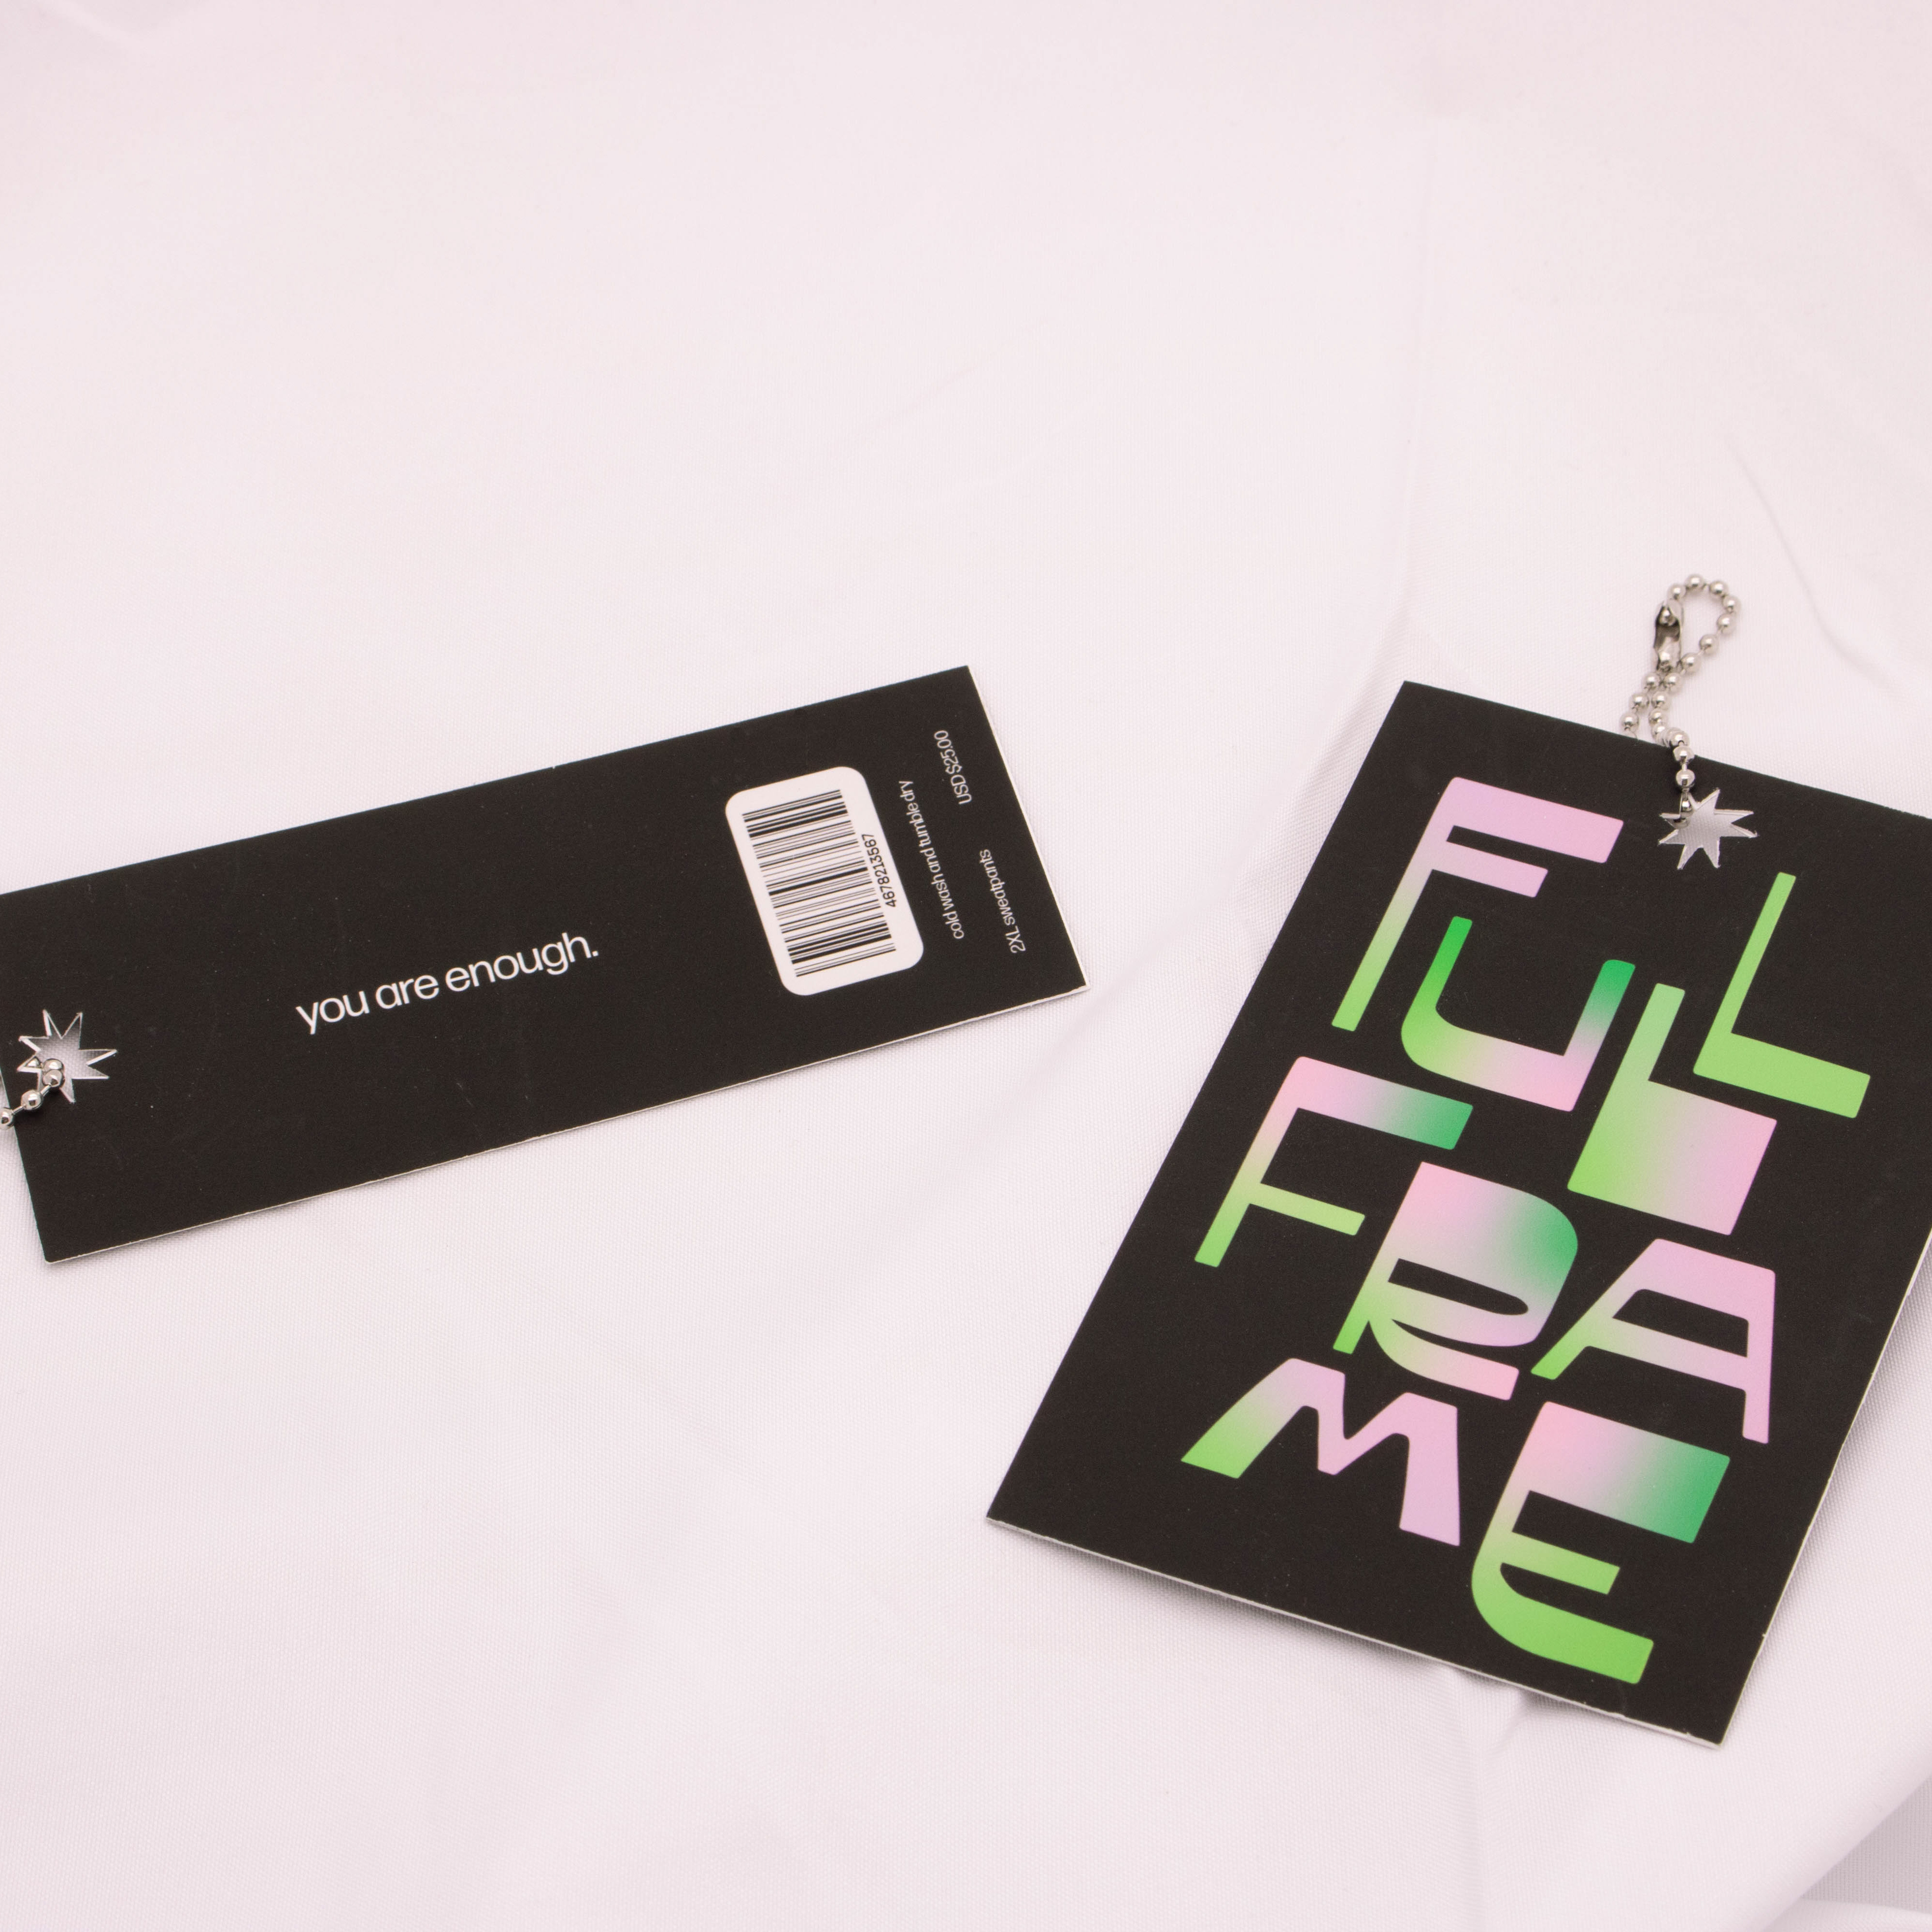 you are enough.
4678213567
cold wash and tumble dry
2XL sweatpants USD $25.00
FULL
FRAME